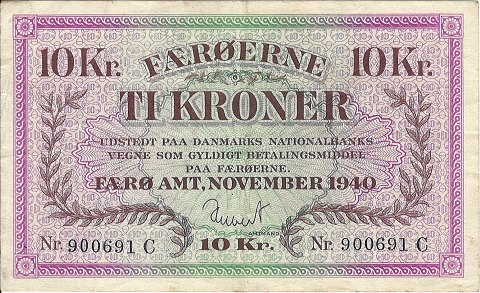 10 Kr. FÆRØERNE 10 Kr.
TI KRONER
UDSTEDT PAA DANMARKS NATIONALBANKS
VEGNE SOM GYLDIGT BETALINGSMIDDEL
PAA FÆRØERNE.
FÆRØ AMT, NOVEMBER 1940
AMTMAND
Nr. 900691 C 10 Kr. Nr. 900691 C